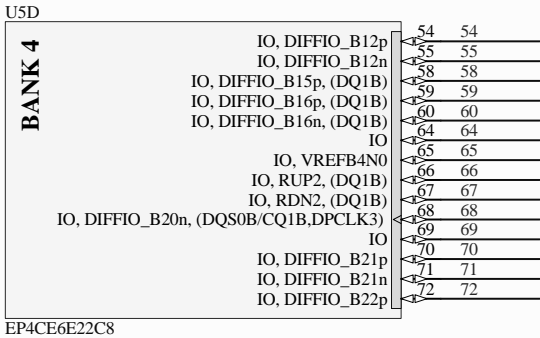 U5D
BANK 4
IO, DIFFIO_B12p 54 54
IO, DIFFIO_B12n 55 55
IO, DIFFIO_B15p, (DQ1B) 58 58
IO, DIFFIO_B16p, (DQ1B) 59 59
IO, DIFFIO_B16n, (DQ1B) 60 60
IO 64 64
IO, VREFB4N0 65 65
IO, RUP2, (DQ1B) 66 66
IO, RDN2, (DQ1B) 67 67
IO, DIFFIO_B20n, (DQS0B/CQ1B,DPCLK3) 68 68
IO 69 69
IO, DIFFIO_B21p 70 70
IO, DIFFIO_B21n 71 71
IO, DIFFIO_B22p 72 72
EP4CE6E22C8